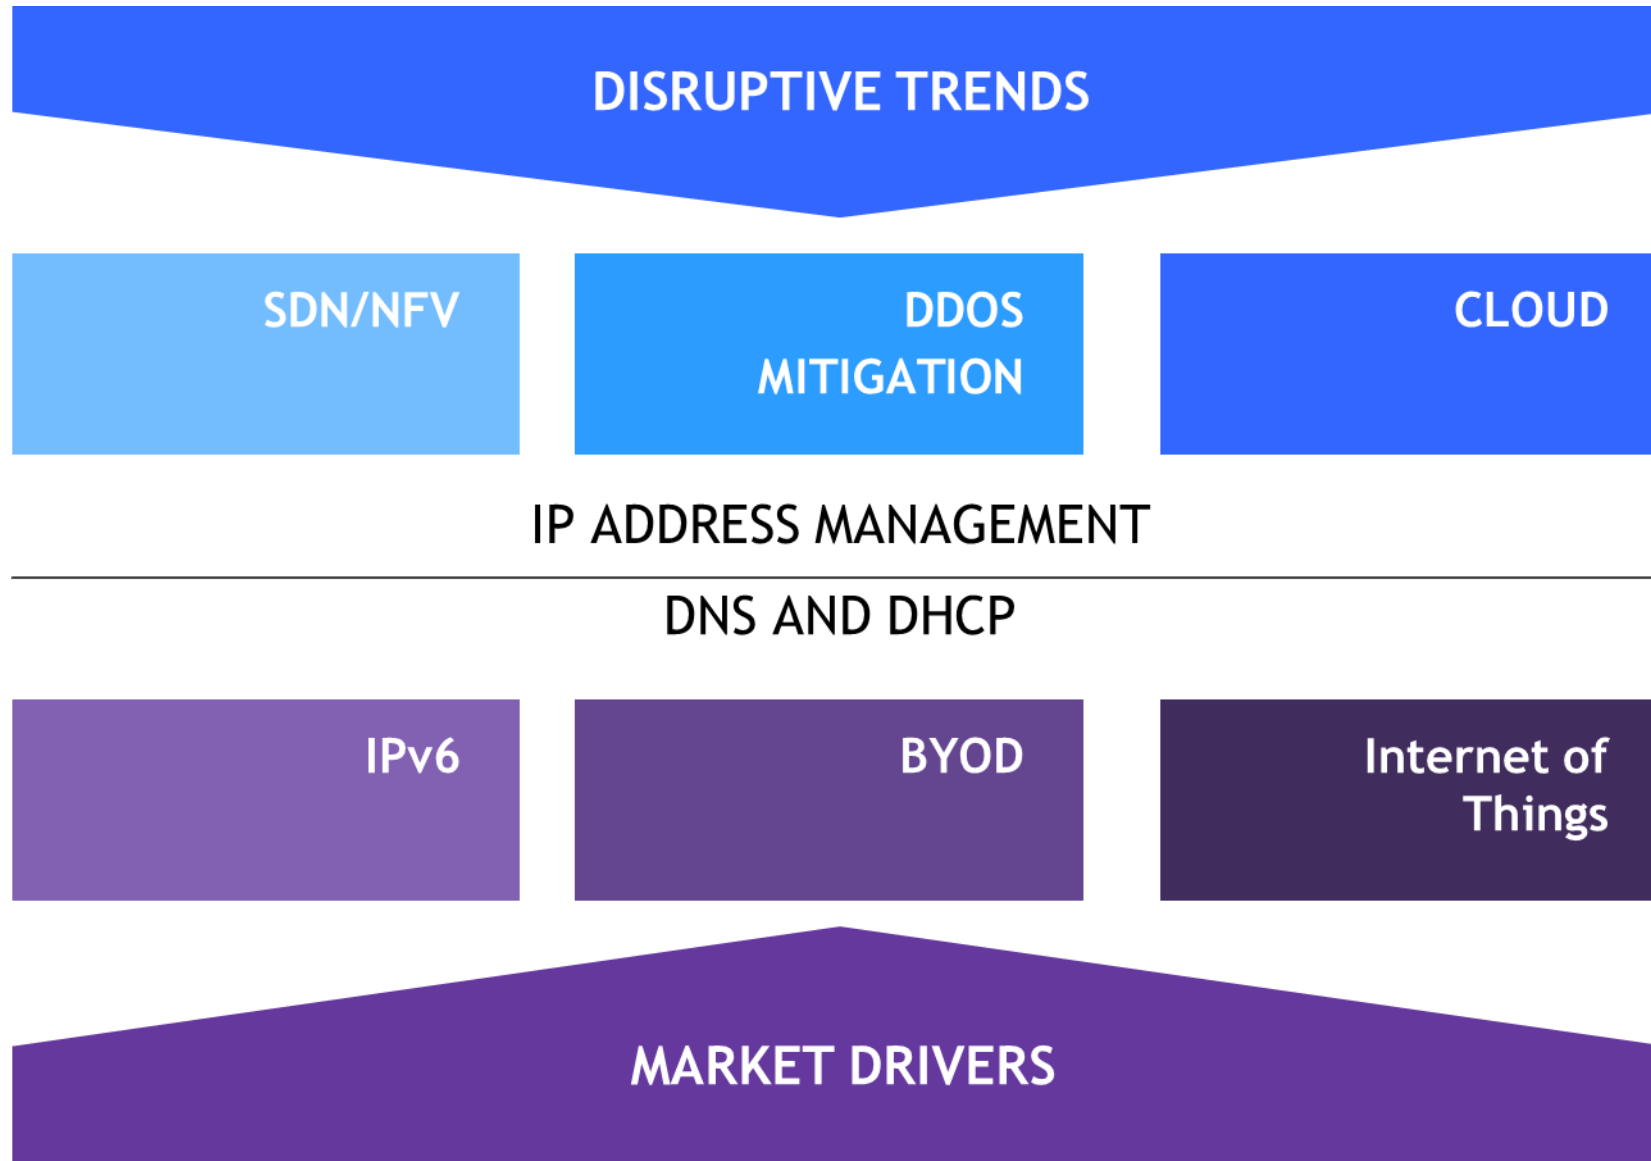 DISRUPTIVE TRENDS
SDN/NFV
DDOS
MITIGATION
CLOUD
IP ADDRESS MANAGEMENT
DNS AND DHCP
IPv6
BYOD
Internet of
Things
MARKET DRIVERS